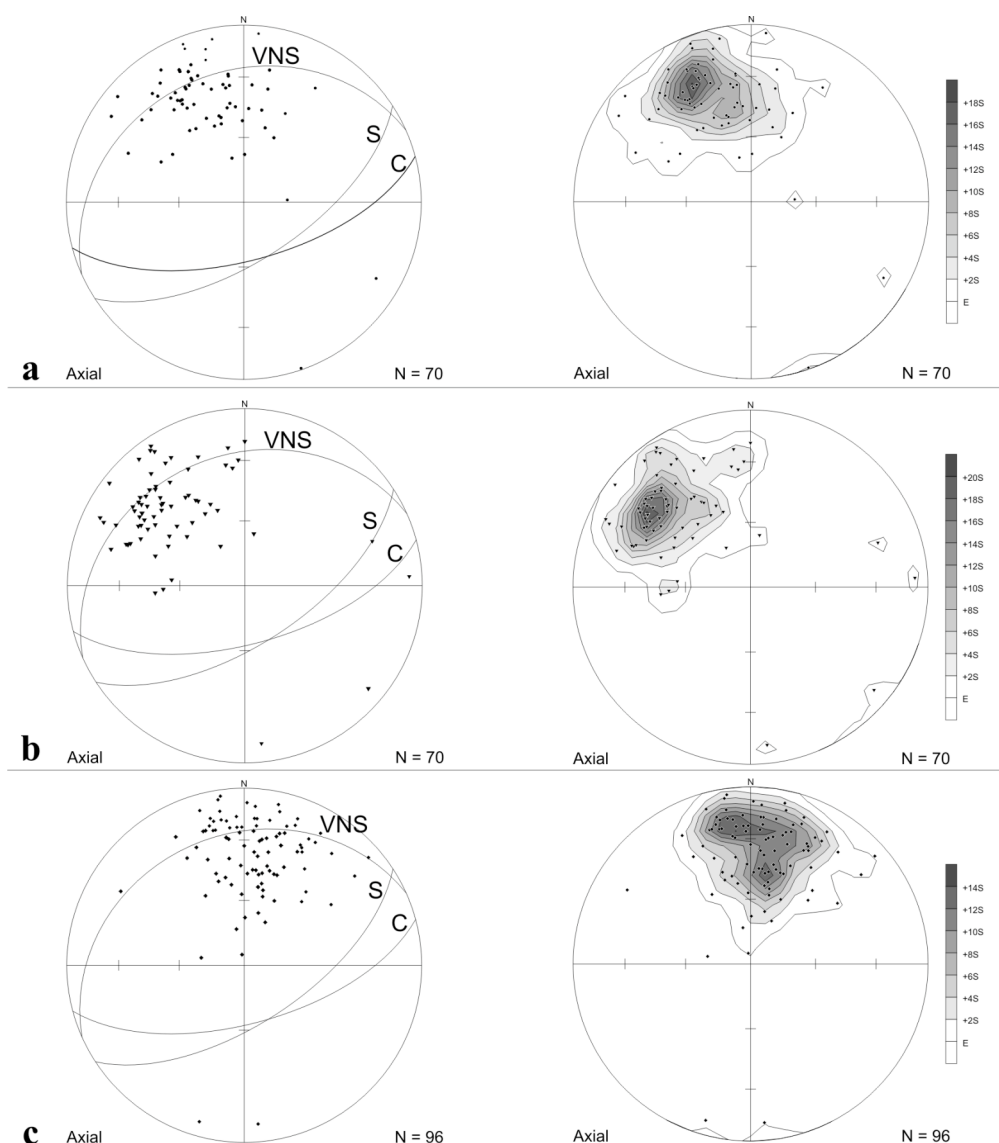 N
VNS
S
C
+18S
+16S
+14S
+12S
+10S
+8S
+6S
+4S
+2S
E
a Axial N = 70 Axial N = 70
N
N
VNS
S
C
+20S
+18S
+16S
+14S
+12S
+10S
+8S
+6S
+4S
+2S
E
b Axial N = 70 Axial N = 70
N
N
VNS
S
C
+14S
+12S
+10S
+8S
+6S
+4S
+2S
E
c Axial N = 96 Axial N = 96
N